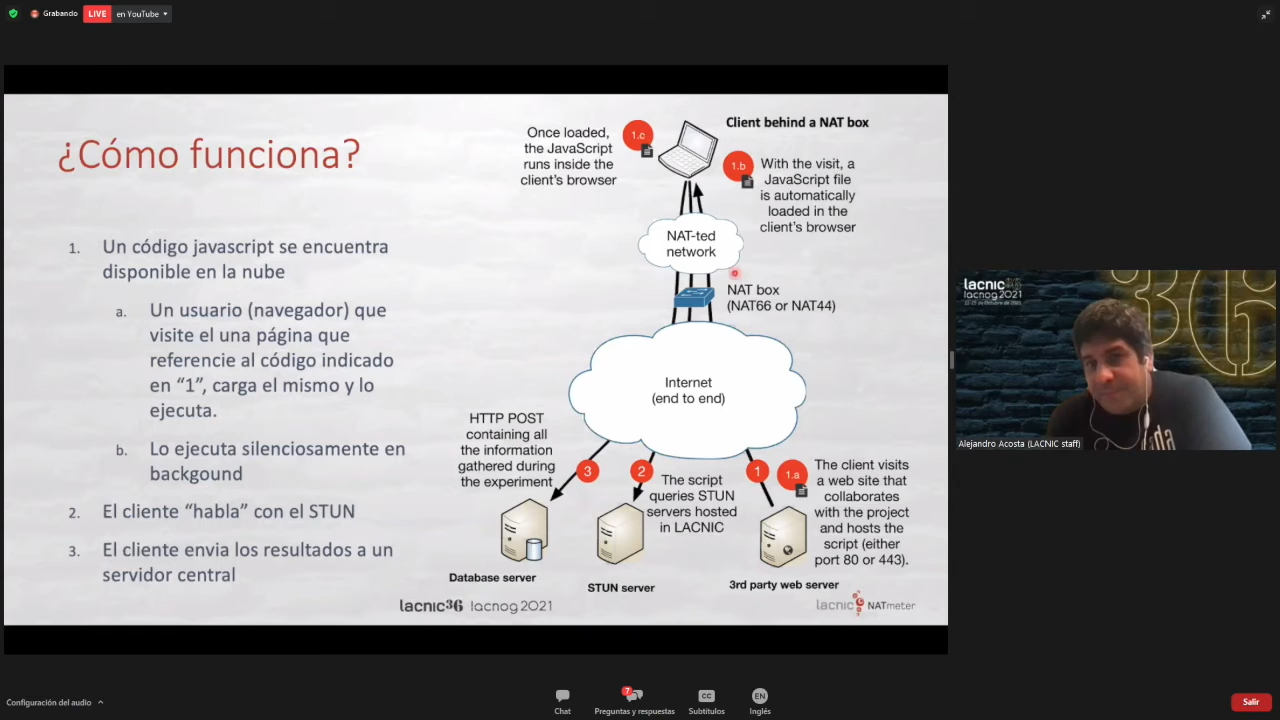 Grabando
LIVE
en YouTube
¿Cómo funciona?
1. Un código javascript se encuentra
disponible en la nube
a. Un usuario (navegador) que
visite el una página que
referencie al código indicado
en “1”, carga el mismo y lo
ejecuta.
b. Lo ejecuta silenciosamente en
backgound
2. El cliente “habla” con el STUN
3. El cliente envia los resultados a un
servidor central
Once loaded,
the JavaScript
runs inside the
client’s browser
1.c
Client behind a NAT box
1.b
With the visit, a
JavaScript file
is automatically
loaded in the
client’s browser
NAT-ted
network
NAT box
(NAT66 or NAT44)
Internet
(end to end)
HTTP POST
containing all
the information
gathered during
the experiment
3
2
The script
queries STUN
servers hosted
in LACNIC
1
1.a
The client visits
a web site that
collaborates
with the project
and hosts the
script (either
port 80 or 443).
Database server
STUN server
3rd party web server
lacnic36 lacnog2021
lacnic NATmeter
lacnic36
lacnog2021
36
Alejandro Acosta (LACNIC staff)
Configuración del audio
Chat
7
Preguntas y respuestas
CC
Subtítulos
EN
Inglés
Salir